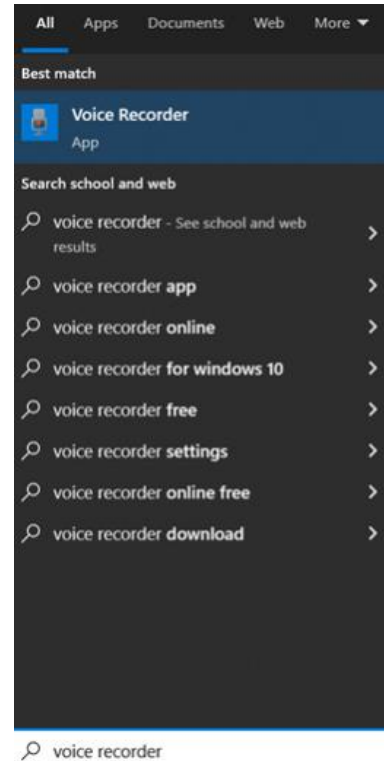 All Apps Documents Web More
Best match
Voice Recorder
App
Search school and web
voice recorder - See school and web
results
voice recorder app
voice recorder online
voice recorder for windows 10
voice recorder free
voice recorder settings
voice recorder online free
voice recorder download
voice recorder